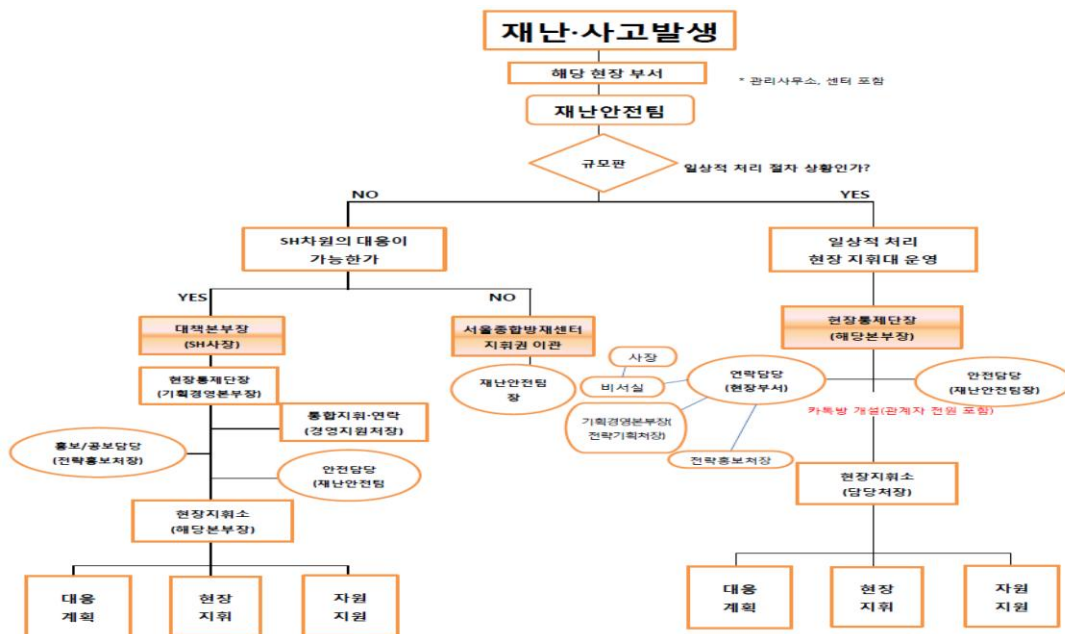 재난·사고발생
해당 현장 부서
* 관리사무소, 센터 포함
재난안전팀
규모판
일상적 처리 절차 상황인가?
NO
YES
SH차원의 대응이
가능한가
일상적 처리
현장 지휘대 운영
YES
NO
대책본부장
(SH사장)
서울종합방재센터
지휘권 이관
현장통제단장
(해당본부장)
현장통제단장
(기획경영본부장)
재난안전팀
장
사장
비서실
연락담당
(현장부서)
안전담당
(재난안전팀장)
통합지휘·연락
(경영지원처장)
기획경영본부장(
전략기획처장)
카톡방 개설(관계자 전원 포함)
홍보/공보담당
(전략홍보처장)
전략홍보처장
안전담당
(재난안전팀
현장지휘소
(담당처장)
현장지휘소
(해당본부장)
대응
계획
현장
지휘
자원
지원
대응
계획
현장
지휘
자원
지원